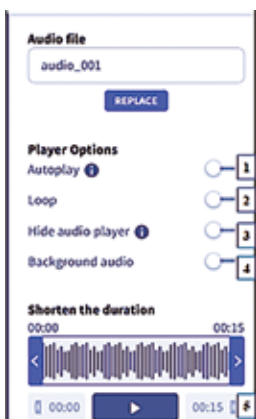 Audio file
audio_001
REPLACE
Player Options
Autoplay 1
Loop 2
Hide audio player 3
Background audio 4
Shorten the duration
00:00 00:15
00:00 00:15 5